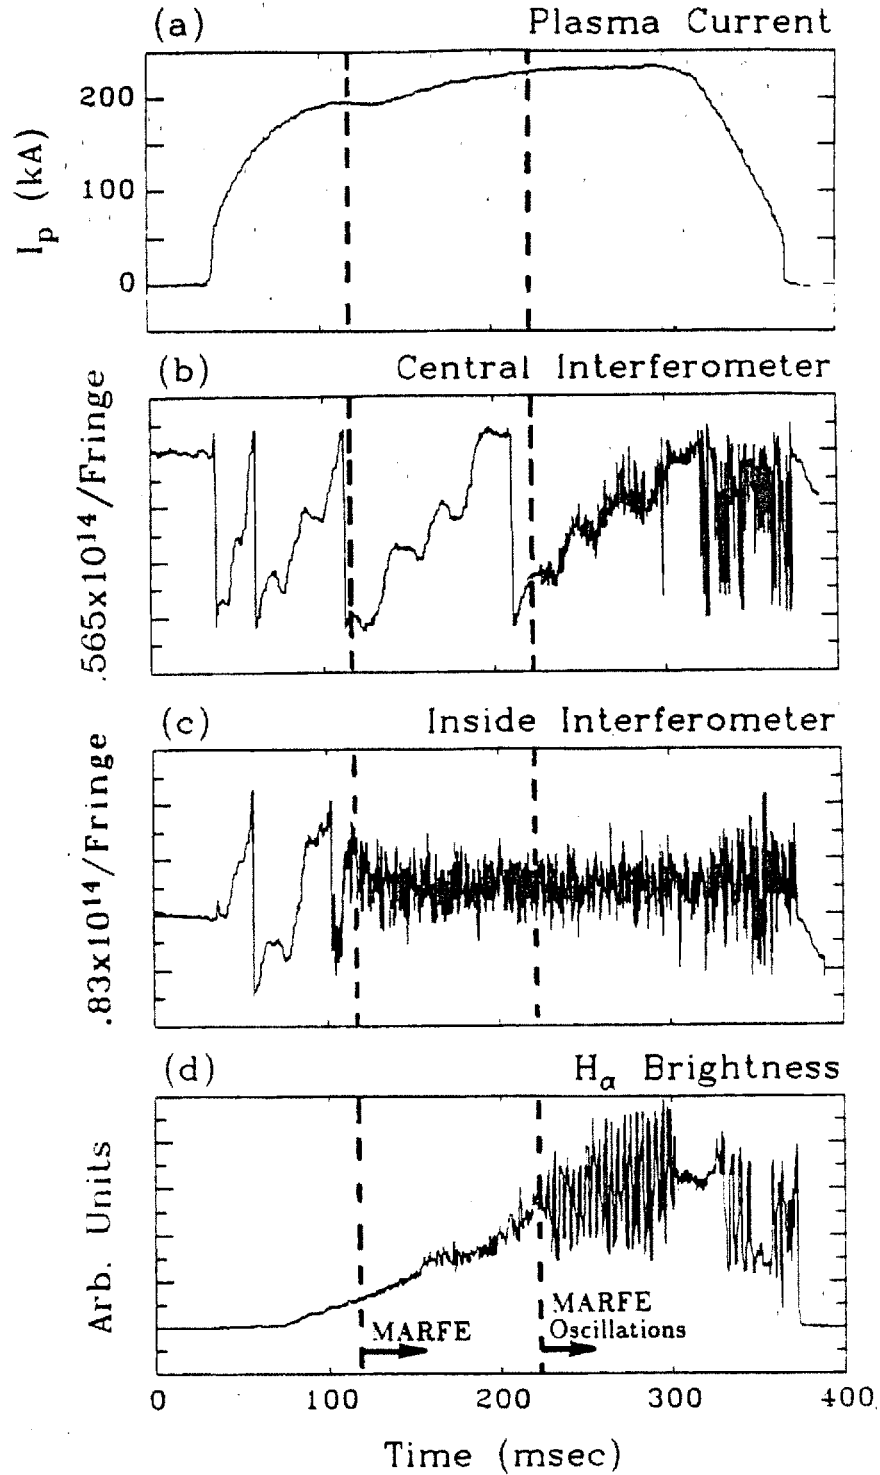 (a) Plasma Current
200
100
0
I_p (kA)
(b) Central Interferometer
.565x10^14/Fringe
(c) Inside Interferometer
.83x10^14/Fringe
(d) H_α Brightness
Arb. Units
MARFE
MARFE
Oscillations
0 100 200 300 400
Time (msec)